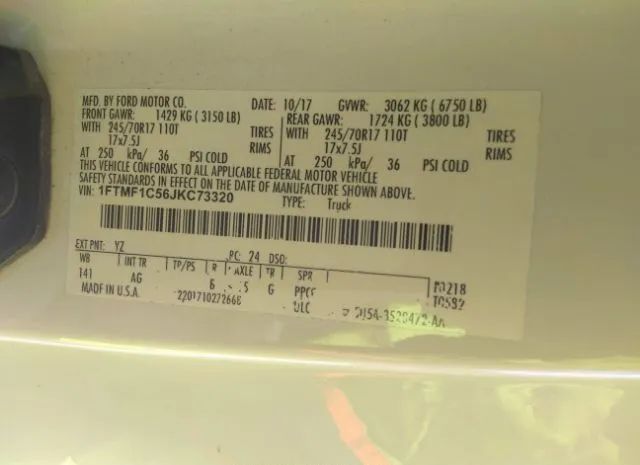 MFD. BY FORD MOTOR CO. DATE: 10/17 GVWR: 3062 KG ( 6750 LB)
FRONT GAWR: 1429 KG ( 3150 LB) REAR GAWR: 1724 KG ( 3800 LB)
WITH 245/70R17 110T TIRES WITH 245/70R17 110T TIRES
17x7.5J RIMS 17x7.5J RIMS
AT 250 kPa/ 36 PSI COLD AT 250 kPa/ 36 PSI COLD
THIS VEHICLE CONFORMS TO ALL APPLICABLE FEDERAL MOTOR VEHICLE
SAFETY STANDARDS IN EFFECT ON THE DATE OF MANUFACTURE SHOWN ABOVE.
VIN: 1FTMF1C56JKC73320 TYPE: Truck
EXT PNT: YZ RC: 24 DSO:
WB INT TR TP/PS R AXLE TR SPR
141 AG 6 5 G
MADE IN U.S.A. 220171027266B